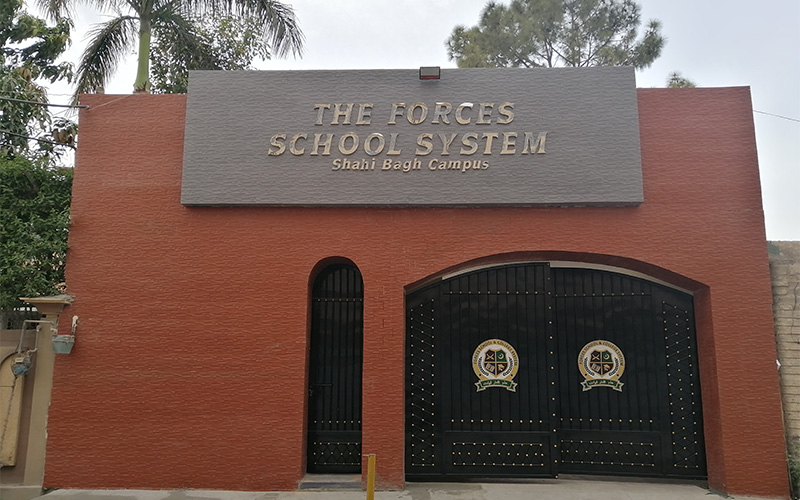 THE FORCES
SCHOOL SYSTEM
Shahi Bagh Campus